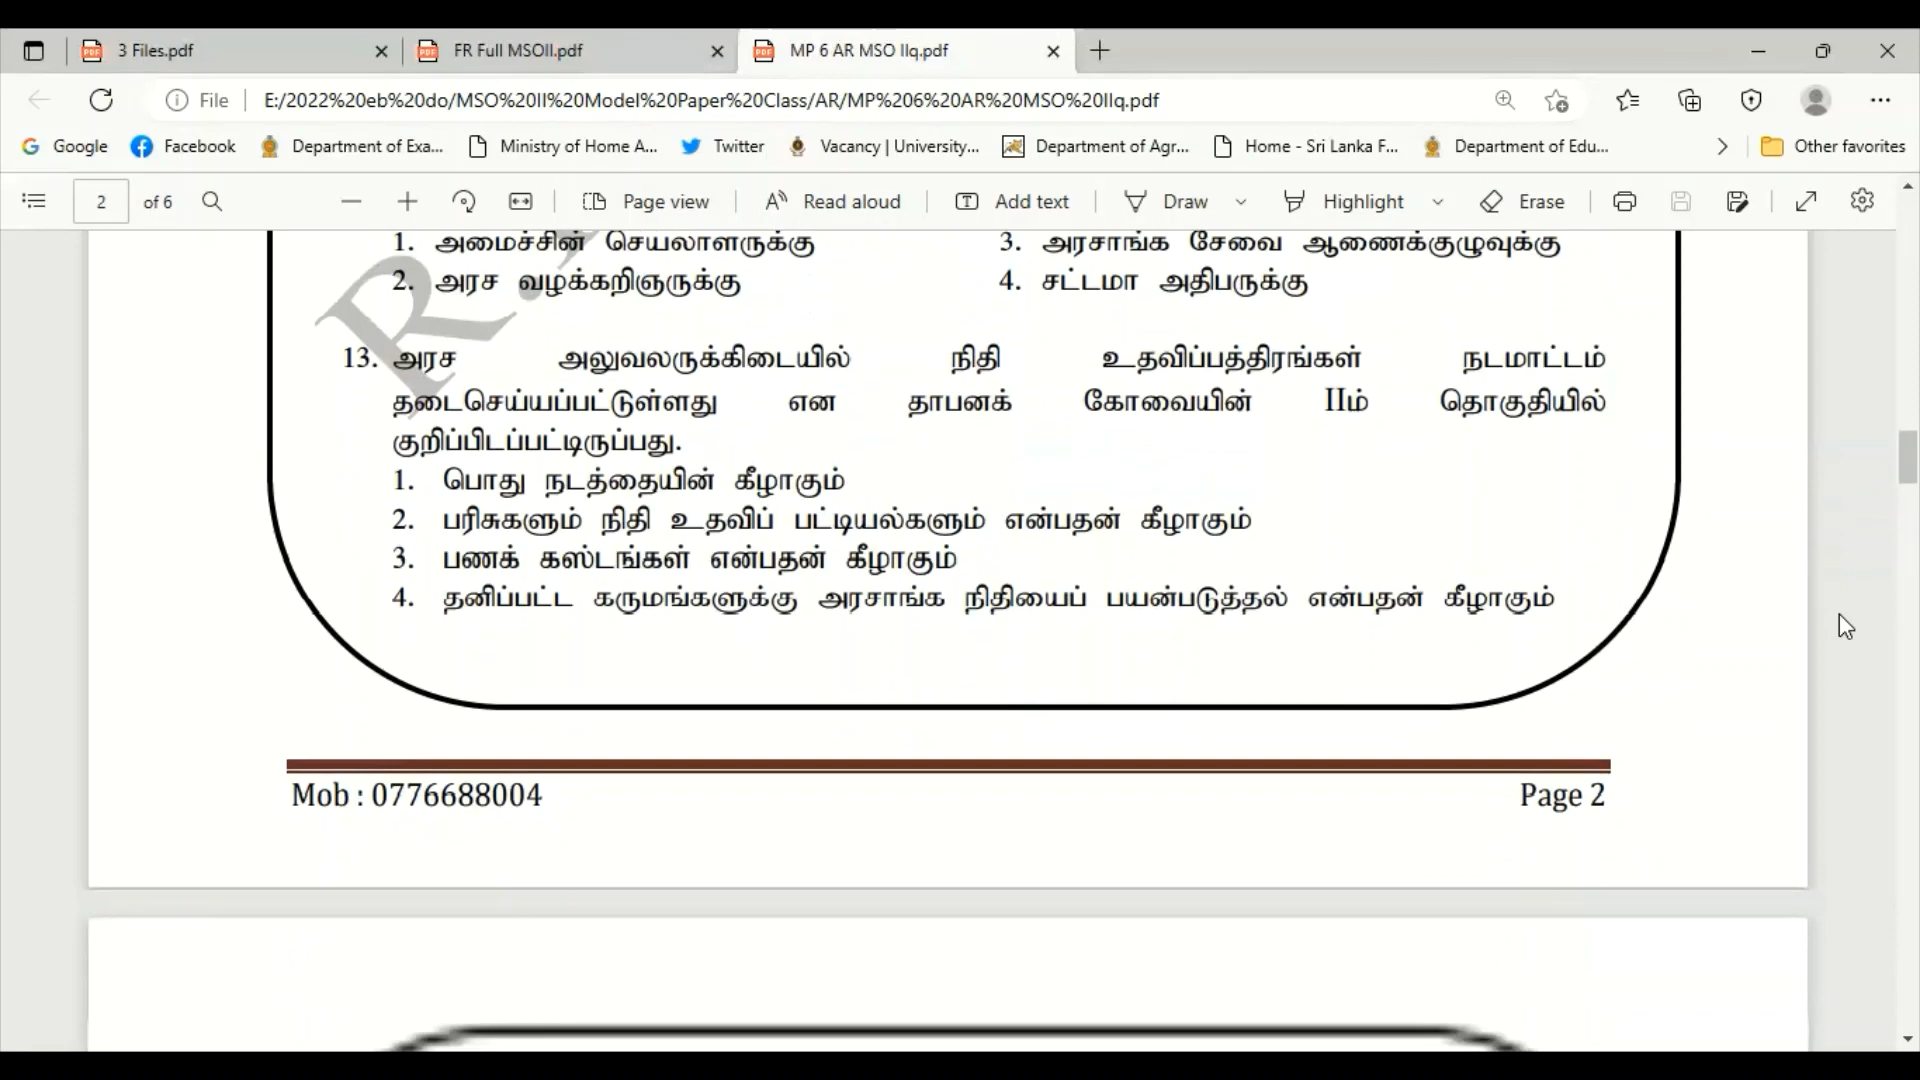 3 Files.pdf
FR Full MSOII.pdf
MP 6 AR MSO IIq.pdf
File
E:/2022%20eb%20do/MSO%20II%20Model%20Paper%20Class/AR/MP%206%20AR%20MSO%20IIq.pdf
Google
Facebook
Department of Exa...
Ministry of Home A...
Twitter
Vacancy | University...
Department of Agr...
Home - Sri Lanka F...
Department of Edu...
Other favorites
2 of 6
Page view
Read aloud
Add text
Draw
Highlight
Erase
1. அமைச்சின் செயலாளருக்கு
3. அரசாங்க சேவை ஆணைக்குழுவுக்கு
2. அரச வழக்கறிஞருக்கு
4. சட்டமா அதிபருக்கு
R.
13. அரச அலுவலருக்கிடையில் நிதி உதவிப்பத்திரங்கள் நடமாட்டம்
தடைசெய்யப்பட்டுள்ளது என தாபனக் கோவையின் IIம் தொகுதியில்
குறிப்பிடப்பட்டிருப்பது.
1. பொது நடத்தையின் கீழாகும்
2. பரிசுகளும் நிதி உதவிப் பட்டியல்களும் என்பதன் கீழாகும்
3. பணக் கஸ்டங்கள் என்பதன் கீழாகும்
4. தனிப்பட்ட கருமங்களுக்கு அரசாங்க நிதியைப் பயன்படுத்தல் என்பதன் கீழாகும்
Mob : 0776688004
Page 2